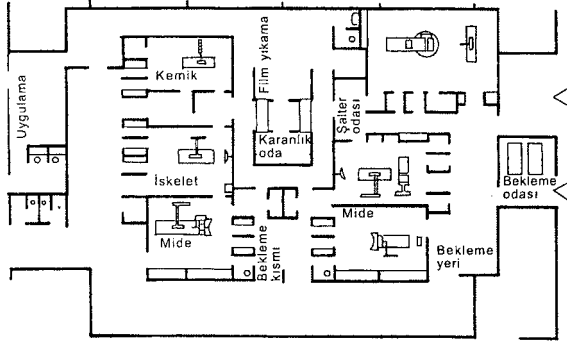 Uygulama
Kemik
Film yıkama
Karanlık
oda
Şalter
odası
İskelet
Mide
Bekleme
odası
Mide
Bekleme
kısmı
Bekleme
yeri